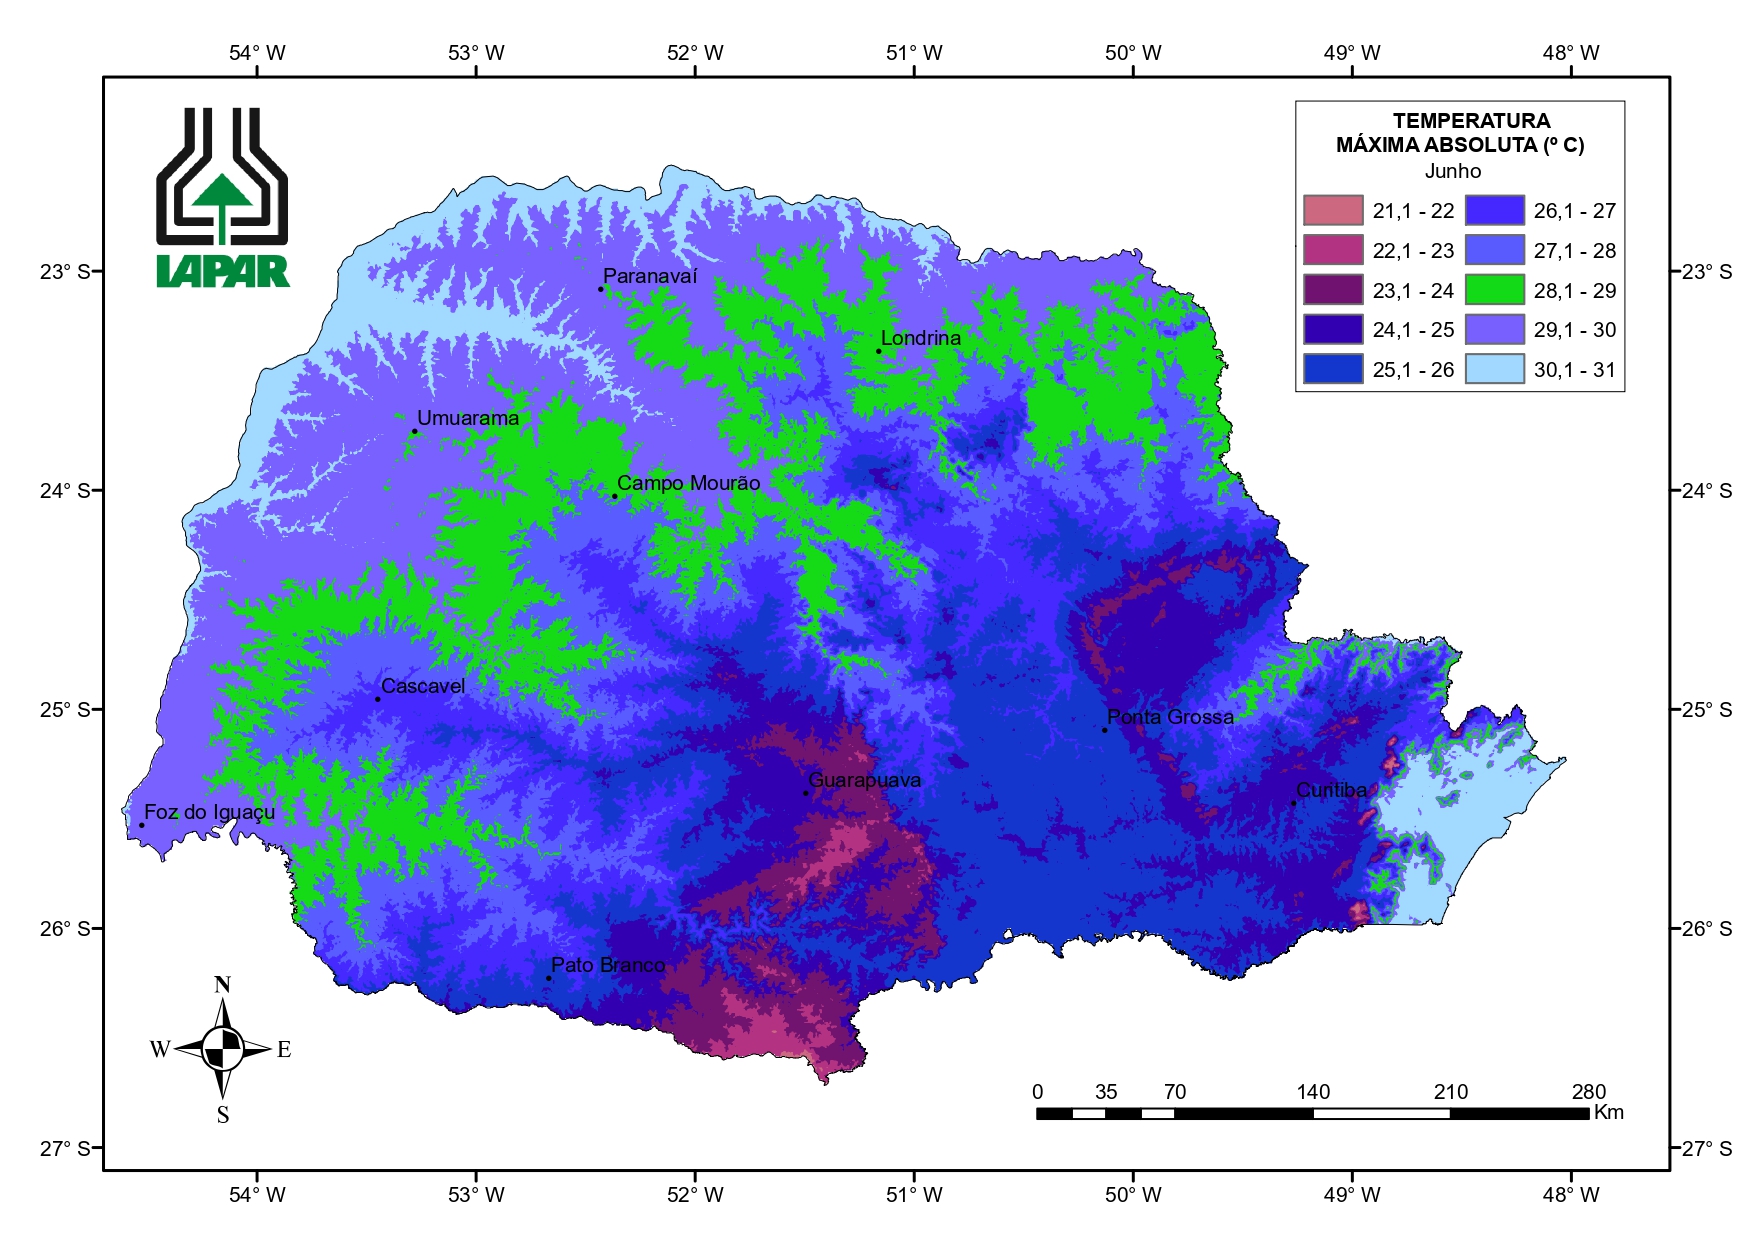 54° W 53° W 52° W 51° W 50° W 49° W 48° W
TEMPERATURA
MÁXIMA ABSOLUTA (º C)
Junho
21,1 - 22 26,1 - 27
22,1 - 23 27,1 - 28
23,1 - 24 28,1 - 29
24,1 - 25 29,1 - 30
25,1 - 26 30,1 - 31
IAPAR
23° S 23° S
Paranavaí
Londrina
Umuarama
Campo Mourão
24° S 24° S
Cascavel
25° S 25° S
Ponta Grossa
Guarapuava
Curitiba
Foz do Iguaçu
26° S 26° S
Pato Branco
N
W E
S
0 35 70 140 210 280
Km
27° S 27° S
54° W 53° W 52° W 51° W 50° W 49° W 48° W